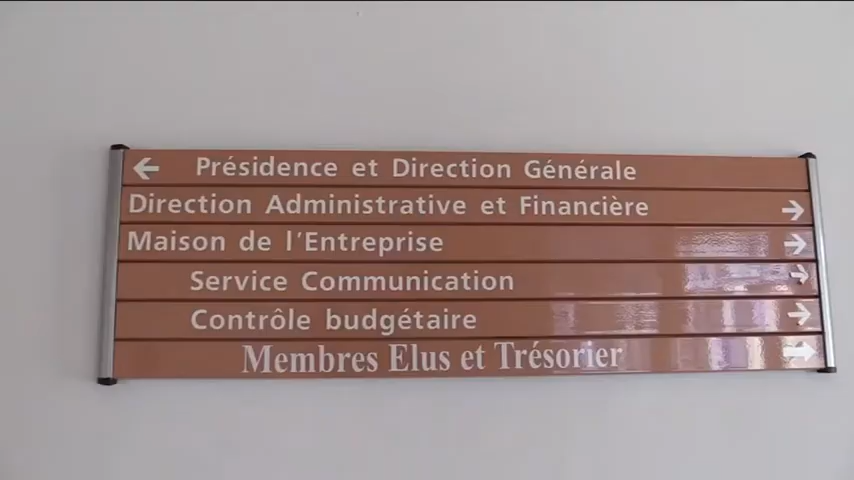 ← Présidence et Direction Générale
Direction Administrative et Financière →
Maison de l'Entreprise →
Service Communication →
Contrôle budgétaire →
Membres Elus et Trésorier →